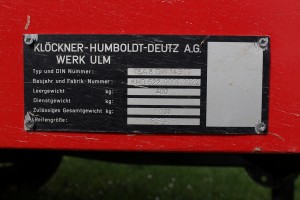 KLÖCKNER-HUMBOLDT-DEUTZ A.G.
WERK ULM
Typ und DIN Nummer:
Baujahr und Fabrik-Nummer:
Leergewicht kg: 400
Dienstgewicht kg:
Zulässiges Gesamtgewicht kg:
Reifengröße: